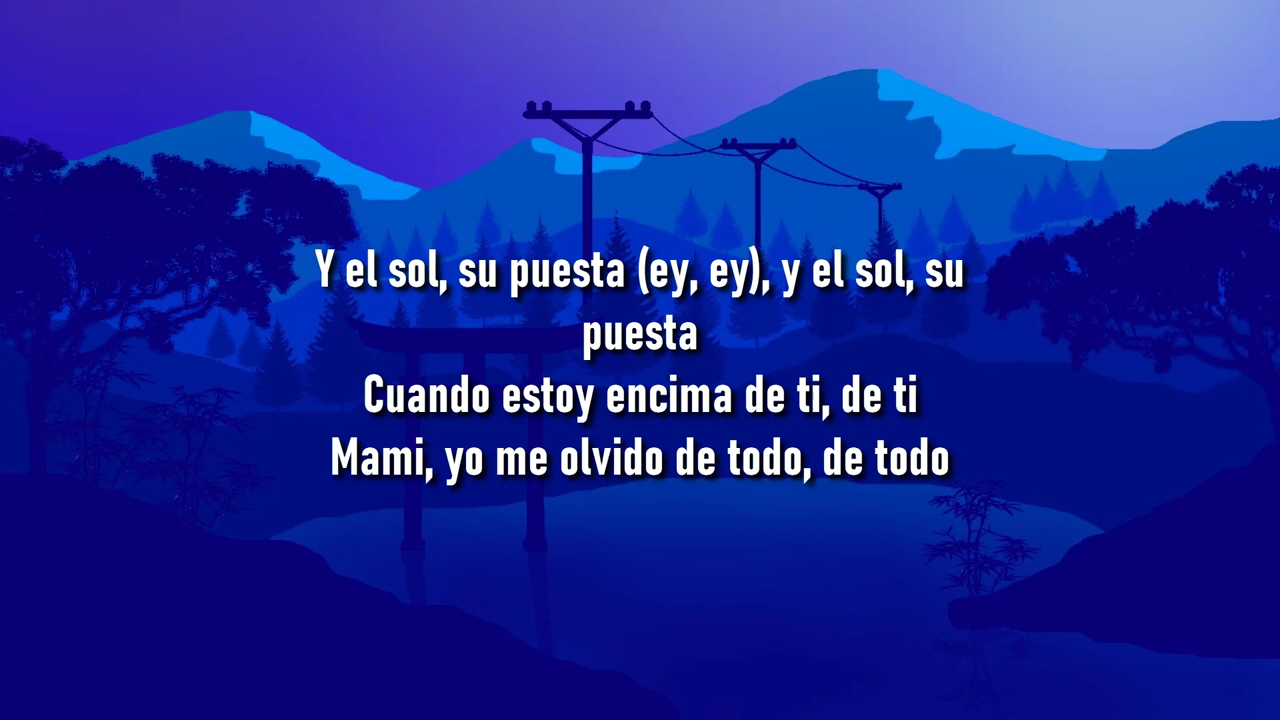 Y el sol, su puesta (ey, ey), y el sol, su
puesta
Cuando estoy encima de ti, de ti
Mami, yo me olvido de todo, de todo